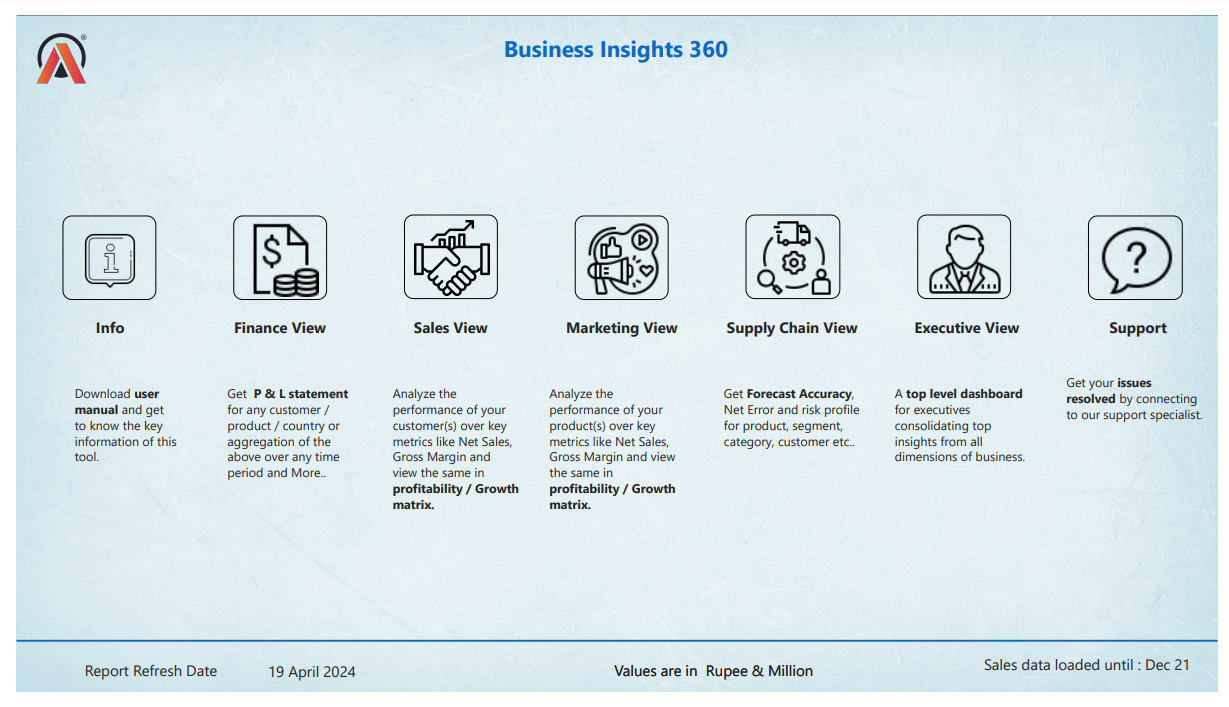 ®
Business Insights 360
Info
Finance View
Sales View
Marketing View
Supply Chain View
Executive View
Support
Download user
manual and get
to know the key
information of this
tool.
Get  P & L statement
for any customer /
product / country or
aggregation of the
above over any time
period and More..
Analyze the
performance of your
customer(s) over key
metrics like Net Sales,
Gross Margin and
view the same in
profitability / Growth
matrix.
Analyze the
performance of your
product(s) over key
metrics like Net Sales,
Gross Margin and view
the same in
profitability / Growth
matrix.
Get Forecast Accuracy,
Net Error and risk profile
for product, segment,
category, customer etc..
A top level dashboard
for executives
consolidating top
insights from all
dimensions of business.
Get your issues
resolved by connecting
to our support specialist.
Report Refresh Date
19 April 2024
Values are in  Rupee & Million
Sales data loaded until : Dec 21